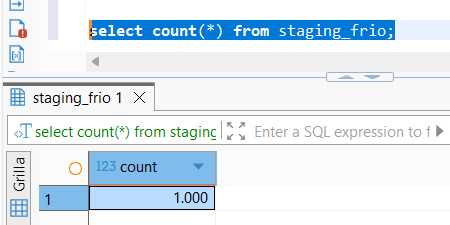 select count(*) from staging_frio;
staging_frio 1
select count(*) from staging
Enter a SQL expression to f
Grilla
123 count
1
1.000